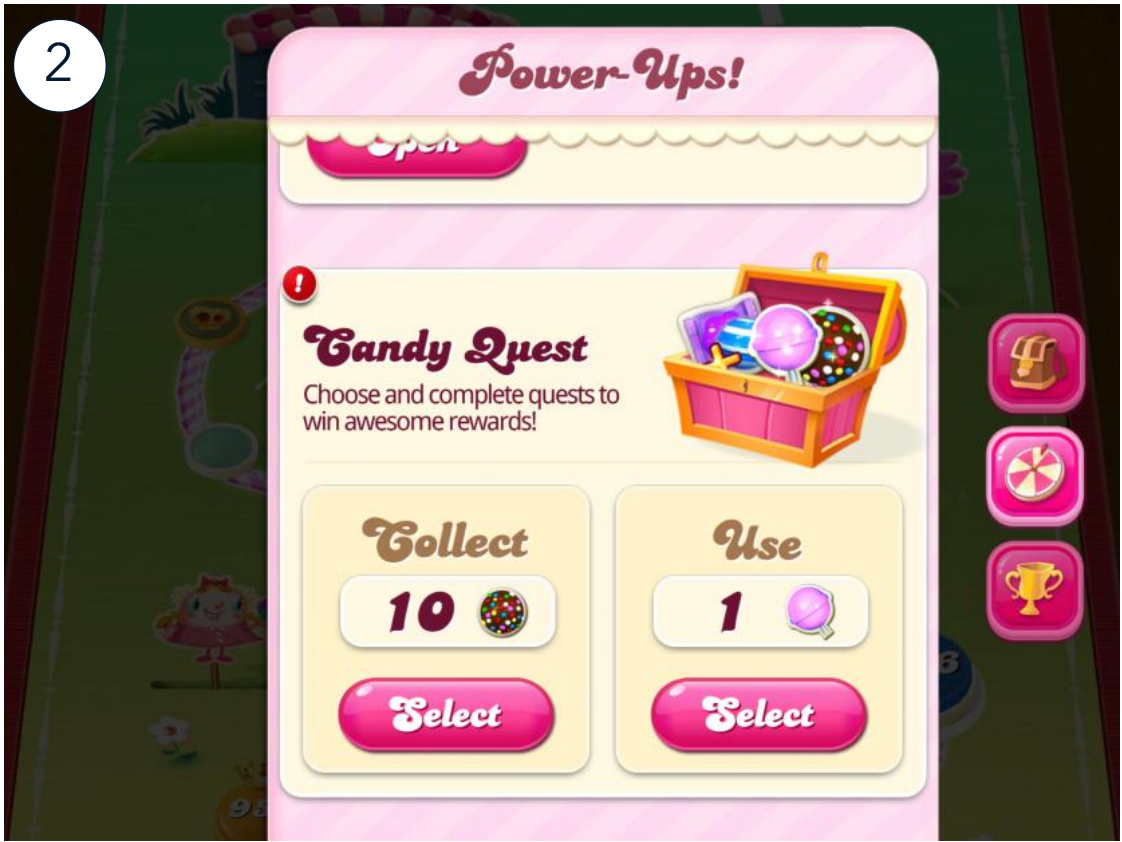 2
Power-Ups!
Open
!
Candy Quest
Choose and complete quests to
win awesome rewards!
Collect
10
Select
Use
1
Select